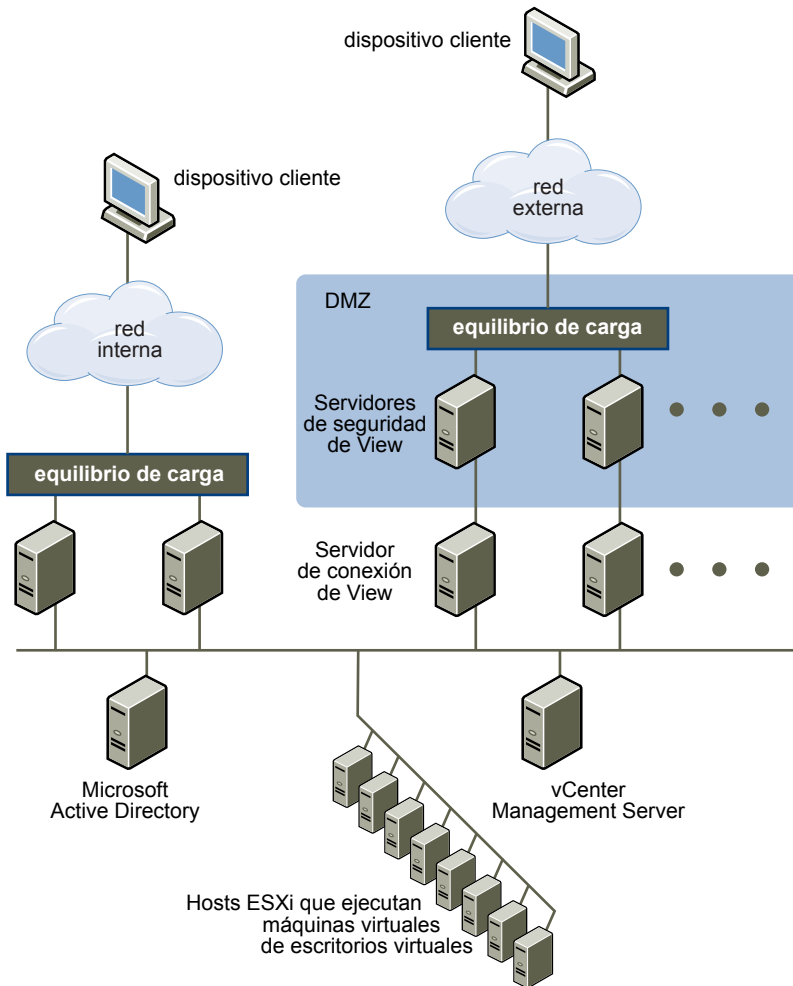 dispositivo cliente
dispositivo cliente
red
externa
red
interna
DMZ
equilibrio de carga
Servidores
de seguridad
de View
equilibrio de carga
Servidor
de conexión
de View
Microsoft
Active Directory
vCenter
Management Server
Hosts ESXi que ejecutan
máquinas virtuales
de escritorios virtuales